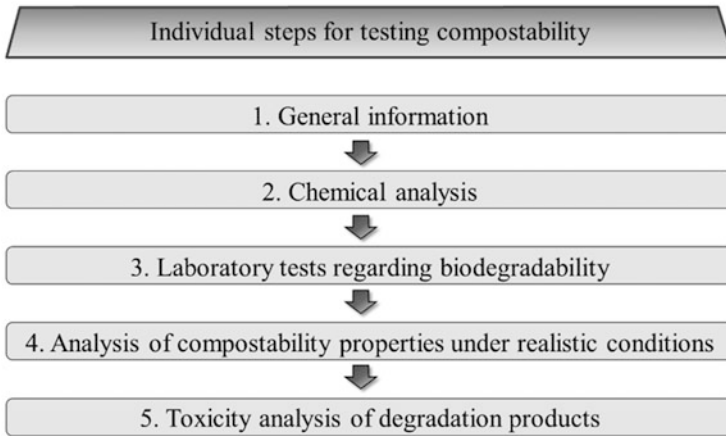 Individual steps for testing compostability
1. General information
2. Chemical analysis
3. Laboratory tests regarding biodegradability
4. Analysis of compostability properties under realistic conditions
5. Toxicity analysis of degradation products